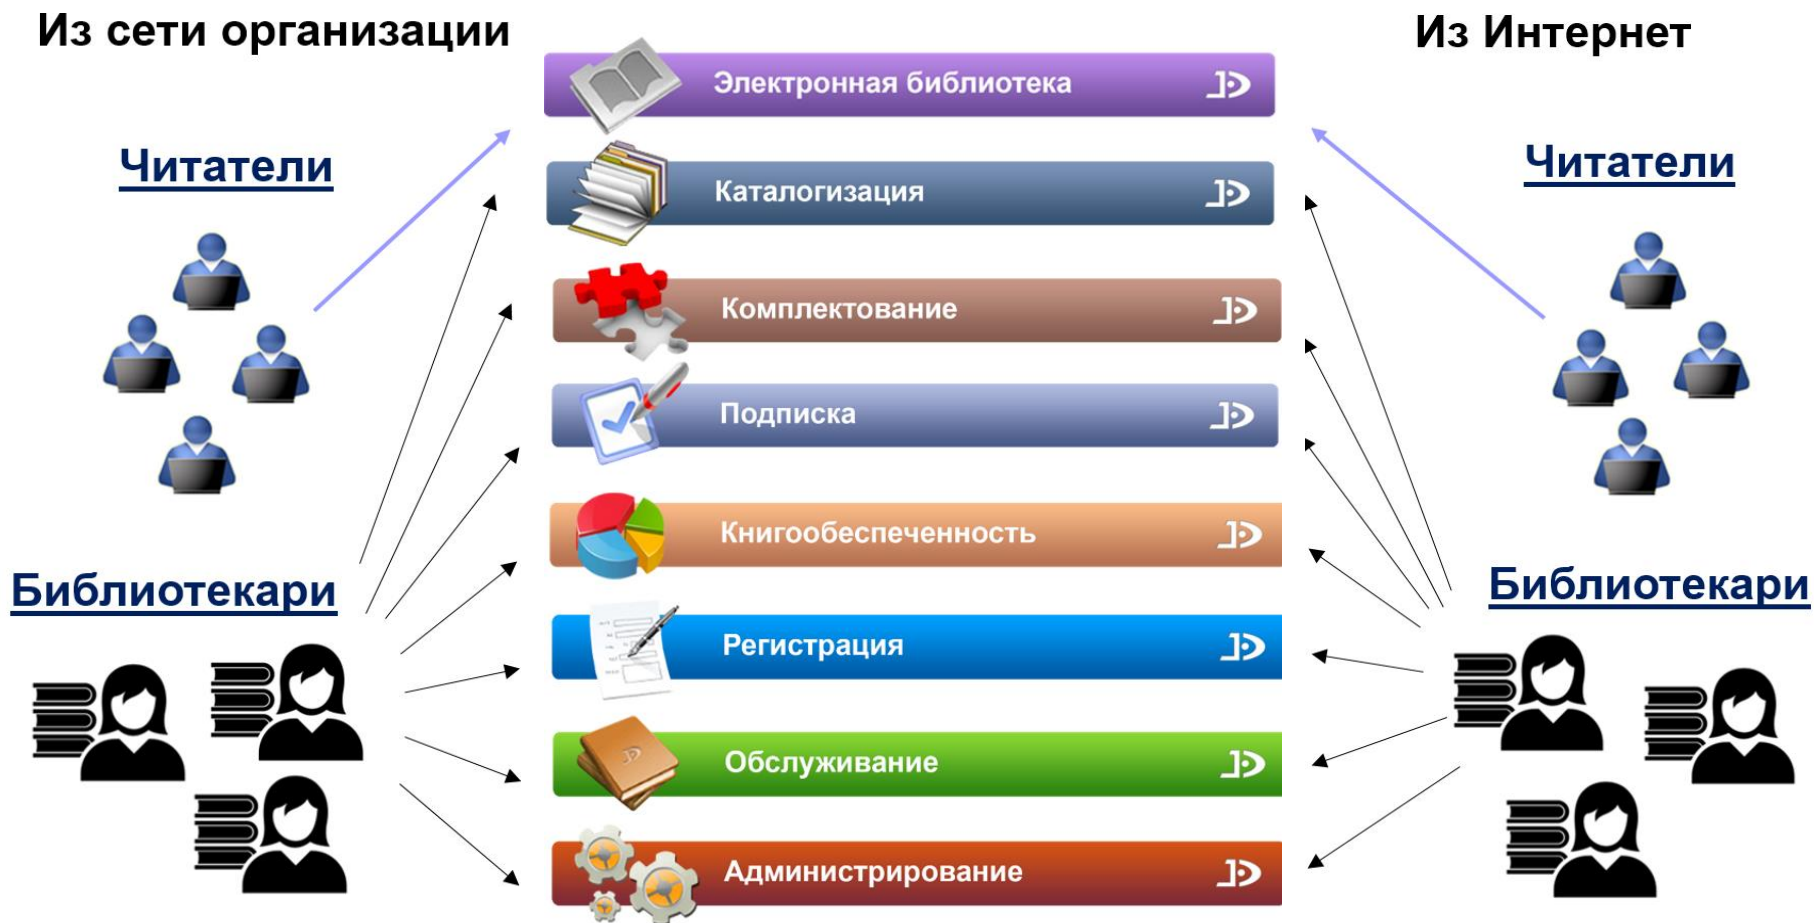 Из сети организации
Из Интернет
Электронная библиотека
Читатели
Читатели
Каталогизация
Комплектование
Подписка
Книгообеспеченность
Библиотекари
Библиотекари
Регистрация
Обслуживание
Администрирование